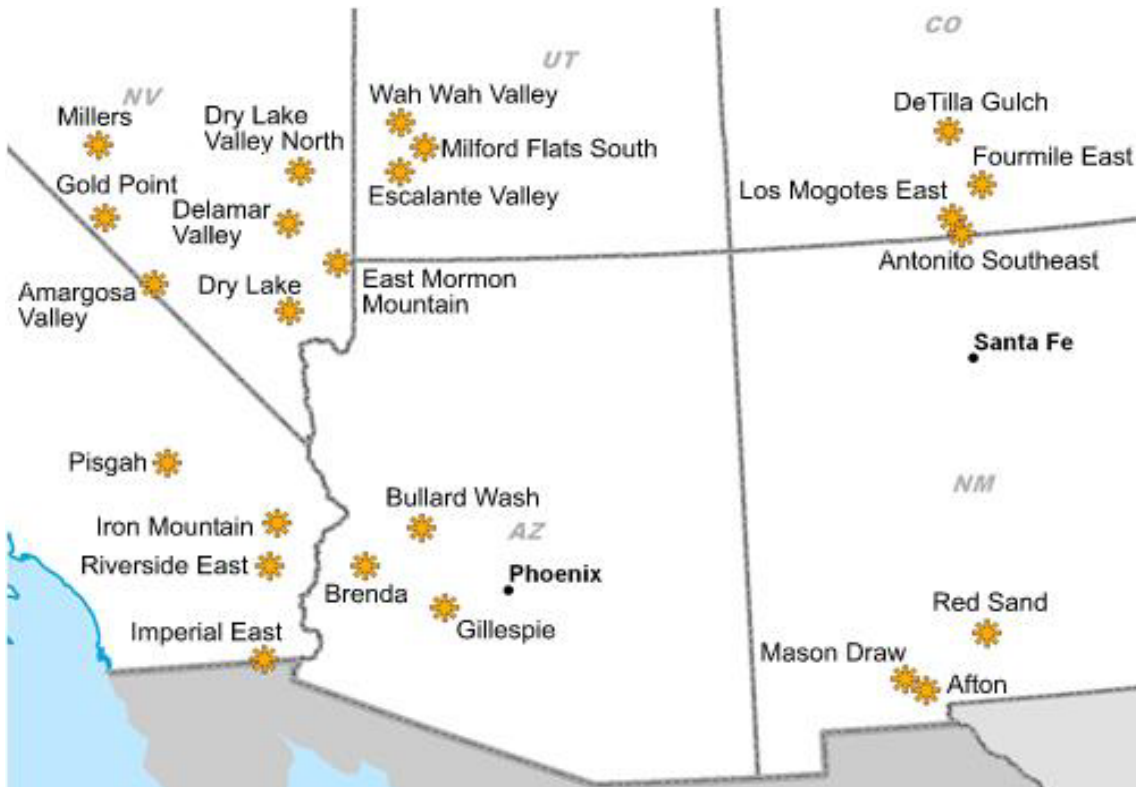 CO
UT
NV
Wah Wah Valley
DeTilla Gulch
Millers
Dry Lake
Valley North
Milford Flats South
Fourmile East
Gold Point
Escalante Valley
Los Mogotes East
Delamar
Valley
Antonito Southeast
Amargosa
Valley
Dry Lake
East Mormon
Mountain
Santa Fe
Pisgah
Bullard Wash
NM
Iron Mountain
AZ
Riverside East
Phoenix
Brenda
Red Sand
Imperial East
Gillespie
Mason Draw
Afton